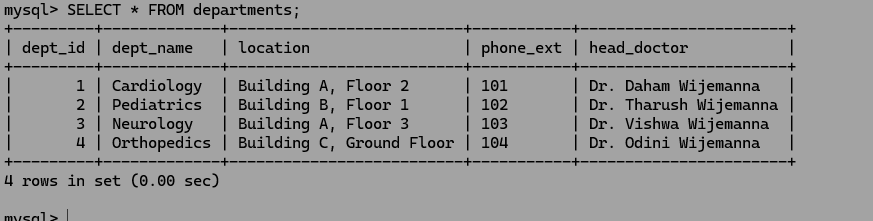 mysql> SELECT * FROM departments;
+---------+-------------+--------------------------+-----------+-----------------------+
| dept_id | dept_name   | location                 | phone_ext | head_doctor           |
+---------+-------------+--------------------------+-----------+-----------------------+
|       1 | Cardiology  | Building A, Floor 2      | 101       | Dr. Daham Wijemanna   |
|       2 | Pediatrics  | Building B, Floor 1      | 102       | Dr. Tharush Wijemanna |
|       3 | Neurology   | Building A, Floor 3      | 103       | Dr. Vishwa Wijemanna  |
|       4 | Orthopedics | Building C, Ground Floor | 104       | Dr. Odini Wijemanna   |
+---------+-------------+--------------------------+-----------+-----------------------+
4 rows in set (0.00 sec)
mysql>